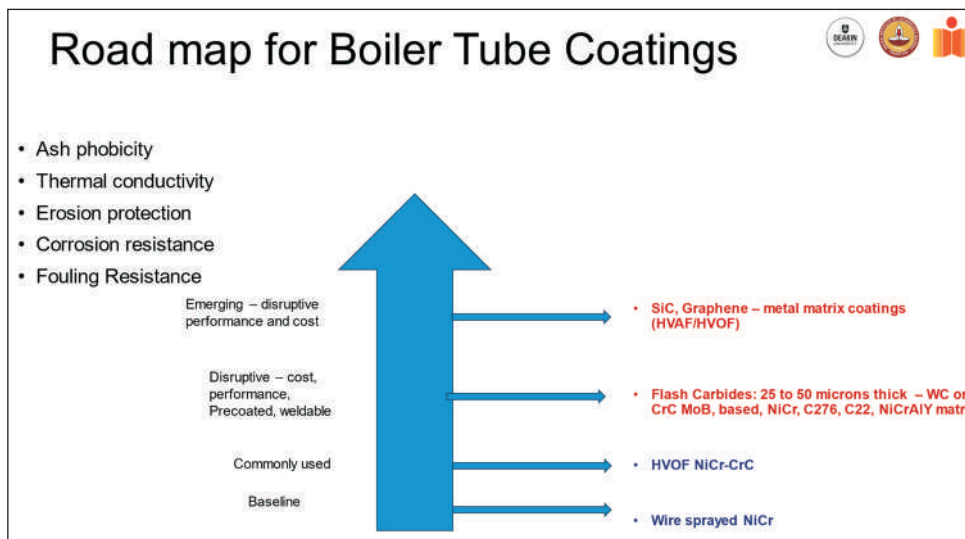 Road map for Boiler Tube Coatings
DEAKIN
UNIVERSITY
• Ash phobicity
• Thermal conductivity
• Erosion protection
• Corrosion resistance
• Fouling Resistance
Emerging – disruptive
performance and cost
• SiC, Graphene – metal matrix coatings
(HVAF/HVOF)
Disruptive – cost,
performance,
Precoated, weldable
• Flash Carbides: 25 to 50 microns thick – WC or
CrC MoB, based, NiCr, C276, C22, NiCrAlY matr
Commonly used
• HVOF NiCr-CrC
Baseline
• Wire sprayed NiCr